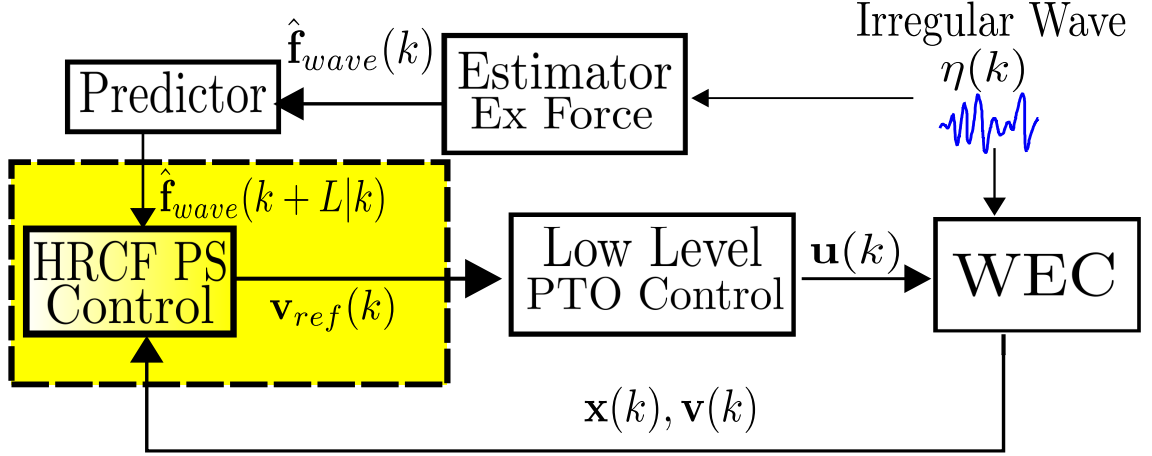 Irregular Wave
η(k)
f̂_wave(k)
Estimator
Ex Force
Predictor
f̂_wave(k + L|k)
HRCF PS
Control
v_ref(k)
Low Level
PTO Control
u(k)
WEC
x(k), v(k)